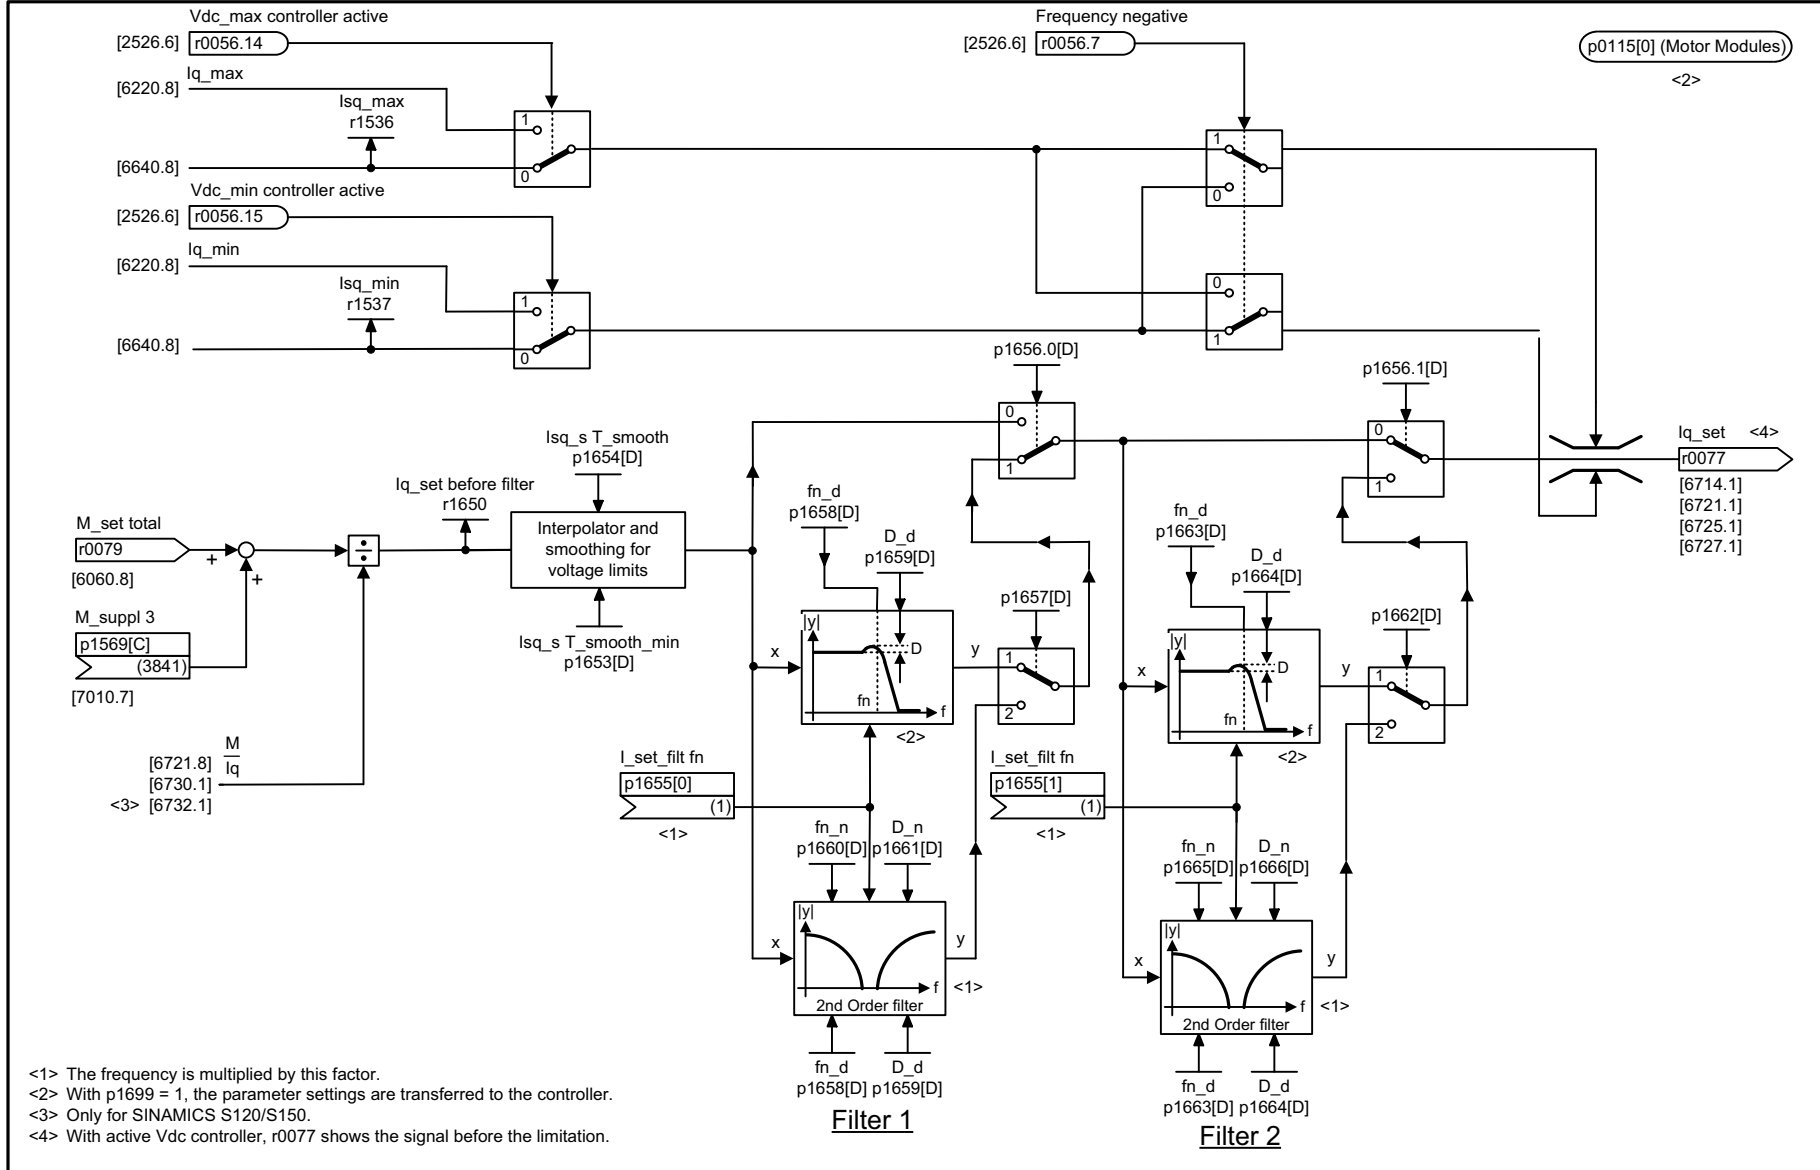 Vdc_max controller active
[2526.6] r0056.14
Iq_max
[6220.8]
Isq_max
r1536
1
0
[6640.8]
Vdc_min controller active
[2526.6] r0056.15
Iq_min
[6220.8]
Isq_min
r1537
1
0
[6640.8]
Frequency negative
[2526.6] r0056.7
1
0
0
1
p0115[0] (Motor Modules)
<2>
p1656.0[D]
0
1
p1656.1[D]
0
1
Iq_set <4>
r0077
[6714.1]
[6721.1]
[6725.1]
[6727.1]
M_set total
r0079
[6060.8]
+
+
M_suppl 3
p1569[C]
(3841)
[7010.7]
÷
[6721.8]
[6730.1]
<3> [6732.1]
M
Iq
Iq_set before filter
r1650
Isq_s T_smooth
p1654[D]
Interpolator and
smoothing for
voltage limits
Isq_s T_smooth_min
p1653[D]
fn_d
p1658[D]
D_d
p1659[D]
x
|y|
D
fn
f
y
<2>
p1657[D]
1
2
I_set_filt fn
p1655[0]
(1)
<1>
fn_n
p1660[D]
D_n
p1661[D]
x
|y|
f
2nd Order filter
y
<1>
fn_d
p1658[D]
D_d
p1659[D]
Filter 1
fn_d
p1663[D]
D_d
p1664[D]
x
|y|
D
fn
f
y
<2>
p1662[D]
1
2
I_set_filt fn
p1655[1]
(1)
<1>
fn_n
p1665[D]
D_n
p1666[D]
x
|y|
f
2nd Order filter
y
<1>
fn_d
p1663[D]
D_d
p1664[D]
Filter 2
<1> The frequency is multiplied by this factor.
<2> With p1699 = 1, the parameter settings are transferred to the controller.
<3> Only for SINAMICS S120/S150.
<4> With active Vdc controller, r0077 shows the signal before the limitation.